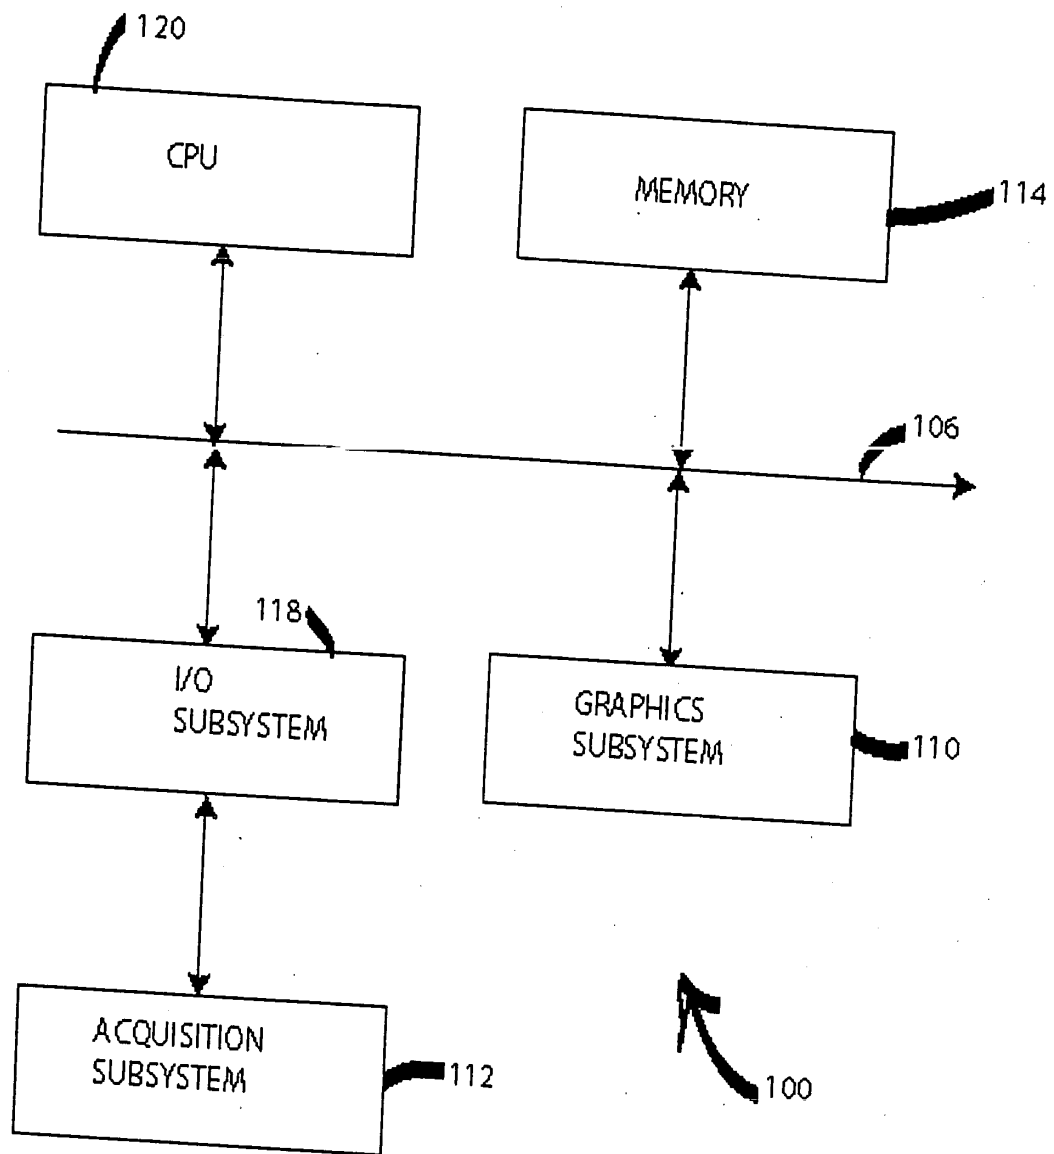 120
CPU
MEMORY
114
106
118
I/O
SUBSYSTEM
GRAPHICS
SUBSYSTEM
110
ACQUISITION
SUBSYSTEM
112
100